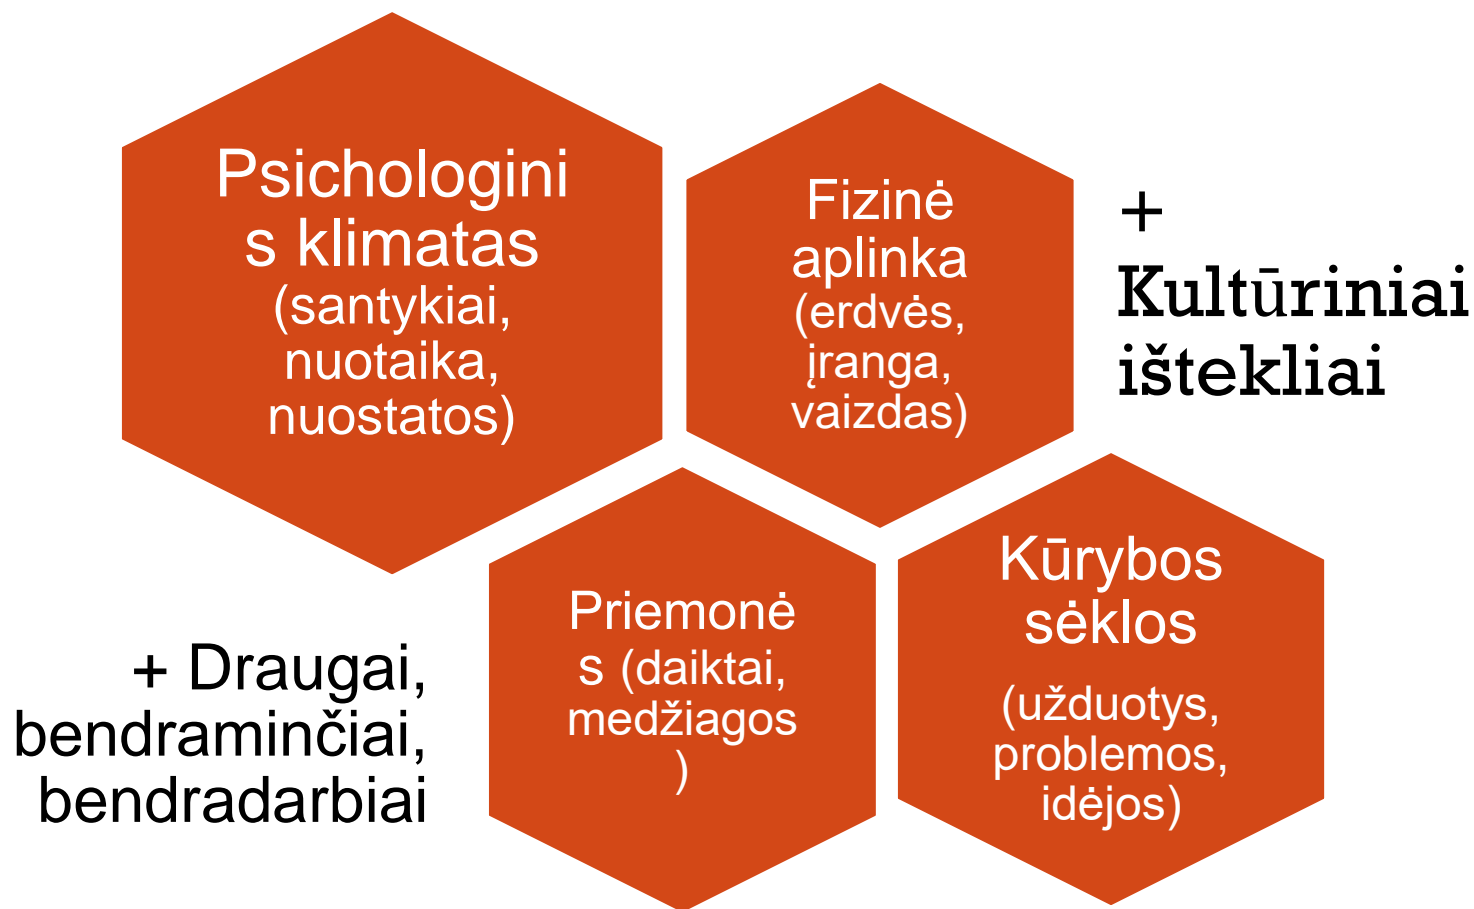 Psichologini
s klimatas
(santykiai,
nuotaika,
nuostatos)
Fizinė
aplinka
(erdvės,
įranga,
vaizdas)
+
Kultūriniai
ištekliai
+ Draugai,
bendraminčiai,
bendradarbiai
Priemonė
s (daiktai,
medžiagos
)
Kūrybos
sėklos
(užduotys,
problemos,
idėjos)